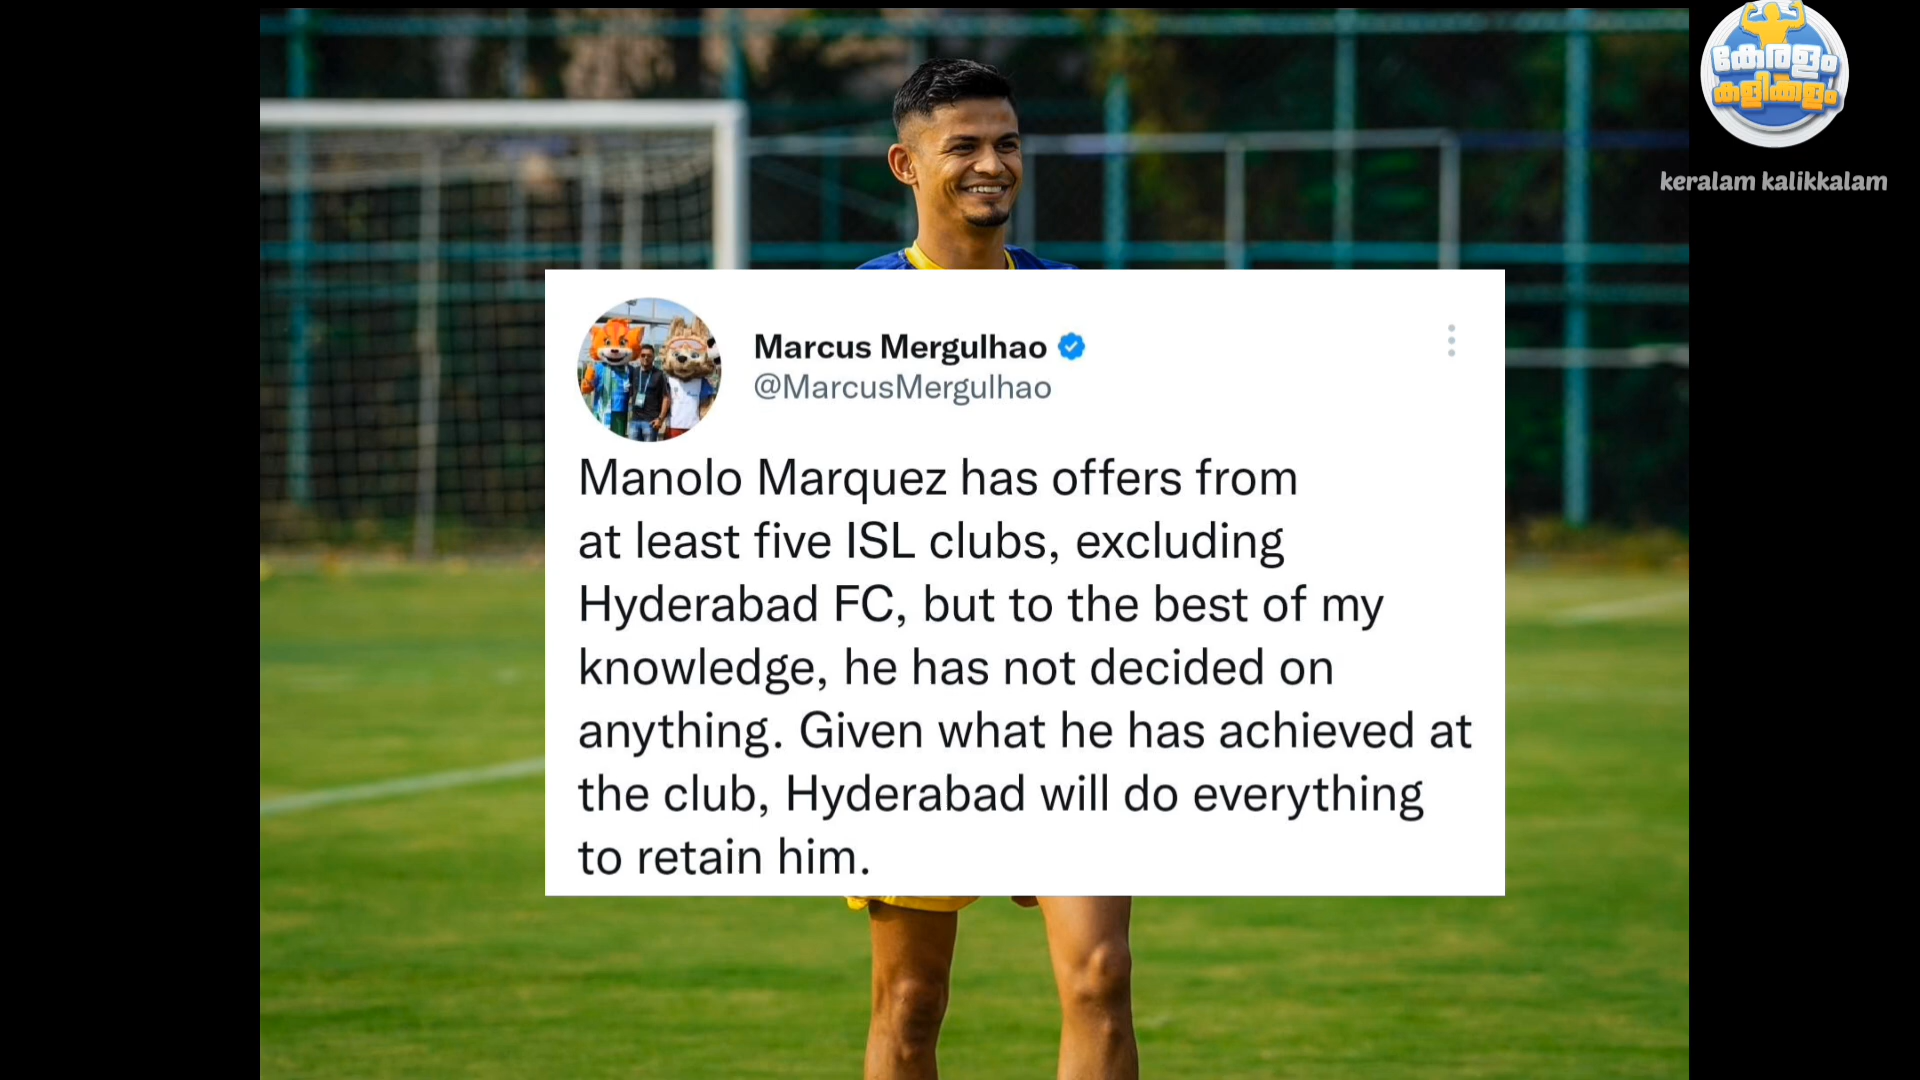 കേരളം
കളിക്കളം
keralam kalikkalam
Marcus Mergulhao
@MarcusMergulhao
Manolo Marquez has offers from
at least five ISL clubs, excluding
Hyderabad FC, but to the best of my
knowledge, he has not decided on
anything. Given what he has achieved at
the club, Hyderabad will do everything
to retain him.